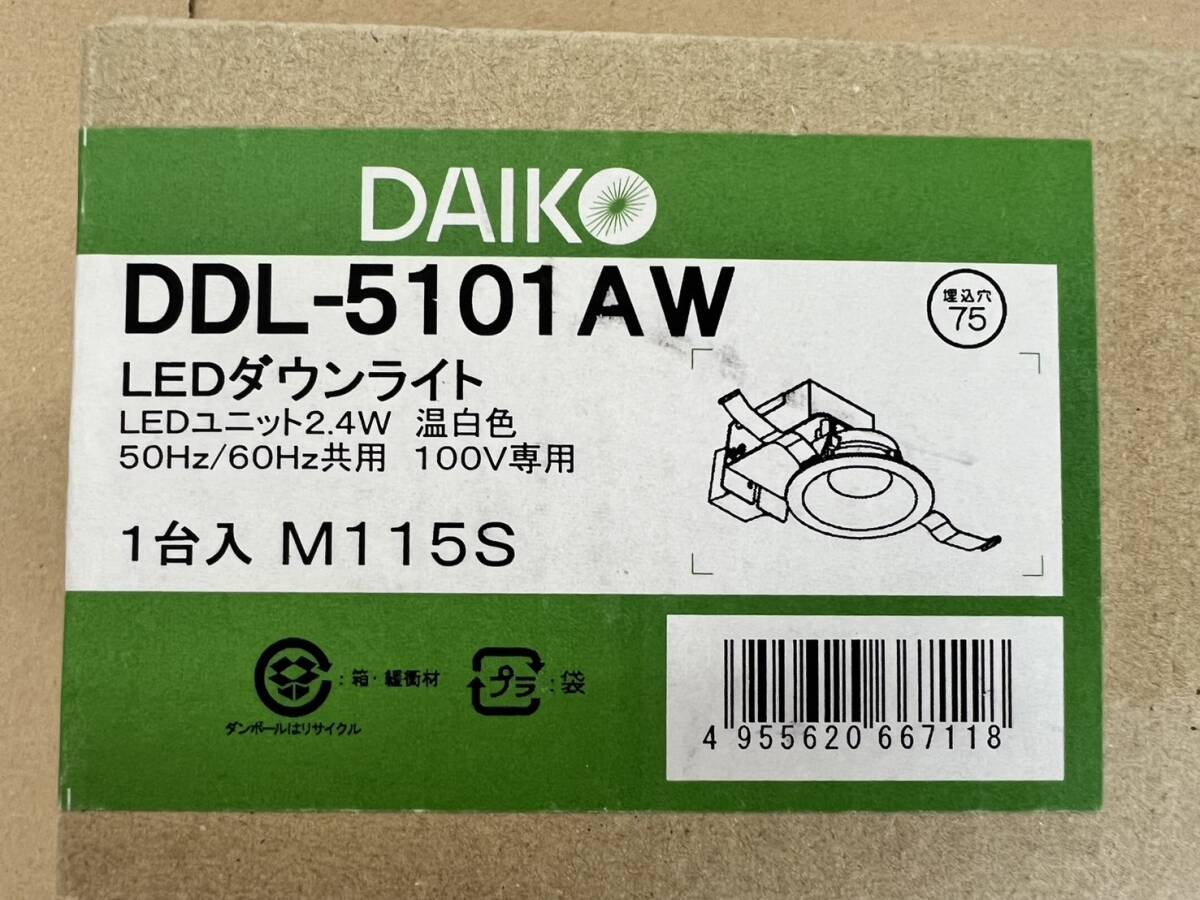 DAIKO
DDL-5101AW
埋込穴
75
LEDダウンライト
LEDユニット2.4W 温白色
50Hz/60Hz共用 100V専用
1台入 M115S
:箱・緩衝材
ダンボールはリサイクル
プラ
:袋
4 955620 667118